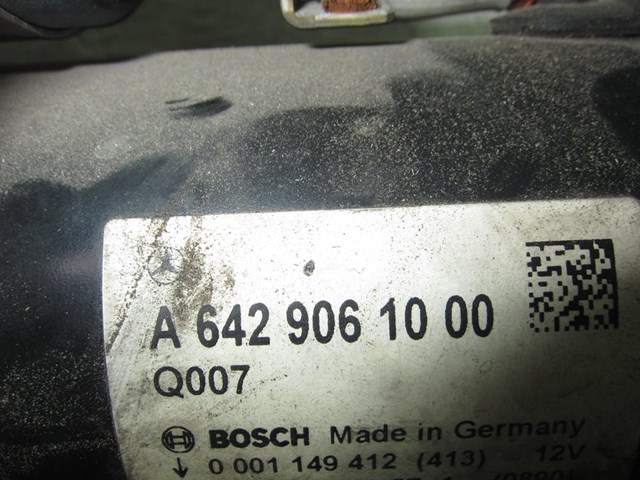 A 642 906 10 00
Q007
BOSCH Made in Germany
0 001 149 412 (413) 12V